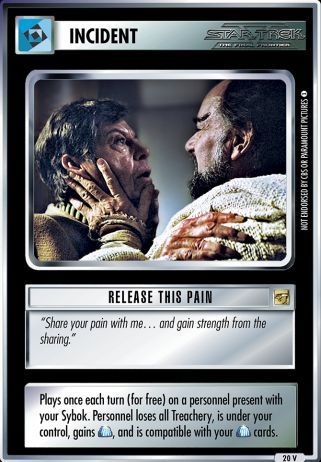 INCIDENT
STAR TREK
THE FINAL FRONTIER
NOT ENDORSED BY CBS OR PARAMOUNT PICTURES
RELEASE THIS PAIN
“Share your pain with me… and gain strength from the
sharing.”
Plays once each turn (for free) on a personnel present with
your Sybok. Personnel loses all Treachery, is under your
control, gains , and is compatible with your cards.
20 V